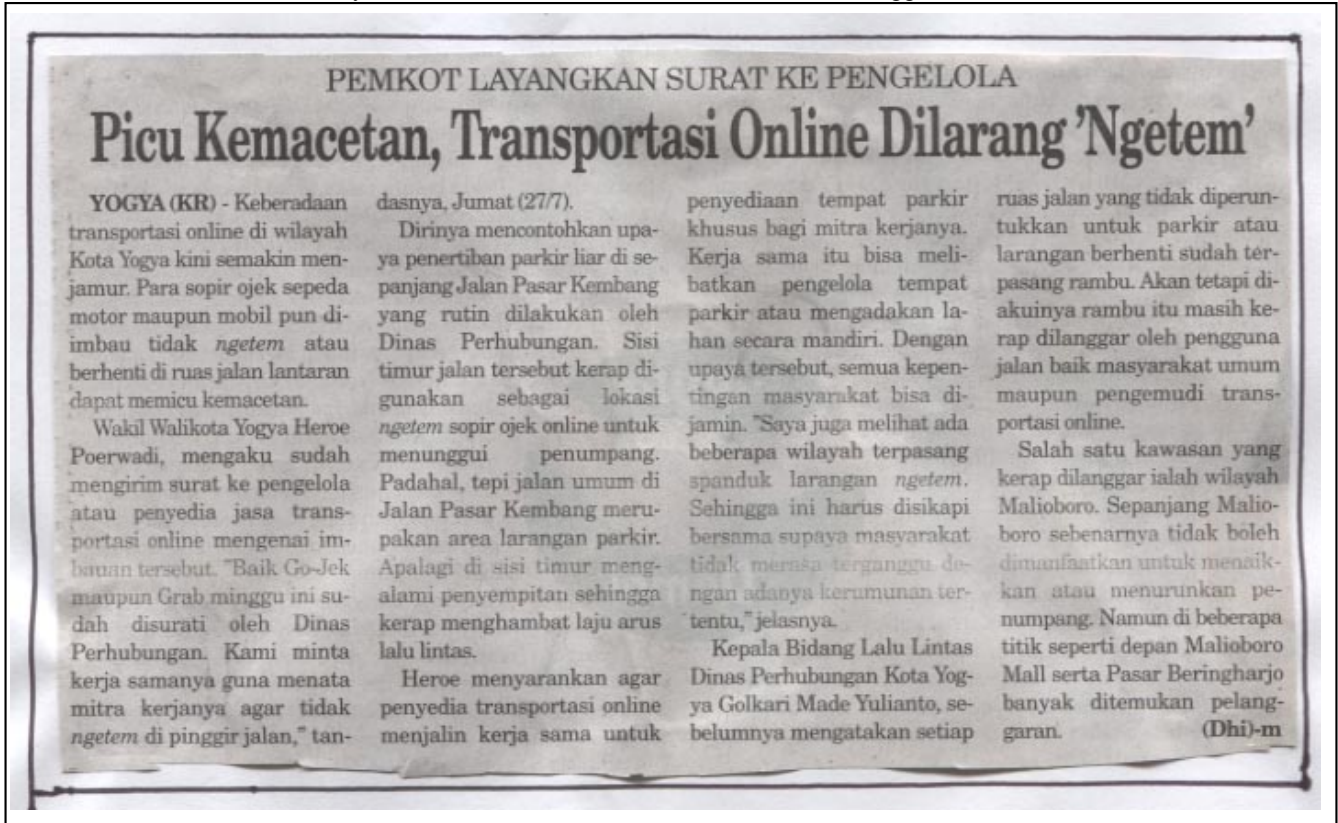 PEMKOT LAYANGKAN SURAT KE PENGELOLA
Picu Kemacetan, Transportasi Online Dilarang 'Ngetem'
YOGYA (KR) - Keberadaan
transportasi online di wilayah
Kota Yogya kini semakin men-
jamur. Para sopir ojek sepeda
motor maupun mobil pun di-
imbau tidak ngetem atau
berhenti di ruas jalan lantaran
dapat memicu kemacetan.
Wakil Walikota Yogya Heroe
Poerwadi, mengaku sudah
mengirim surat ke pengelola
atau penyedia jasa trans-
portasi online mengenai im-
bauan tersebut. "Baik Go-Jek
maupun Grab minggu ini su-
dah disurati oleh Dinas
Perhubungan. Kami minta
kerja samanya guna menata
mitra kerjanya agar tidak
ngetem di pinggir jalan," tan-
dasnya, Jumat (27/7).
Dirinya mencontohkan upa-
ya penertiban parkir liar di se-
panjang Jalan Pasar Kembang
yang rutin dilakukan oleh
Dinas Perhubungan. Sisi
timur jalan tersebut kerap di-
gunakan sebagai lokasi
ngetem sopir ojek online untuk
menunggui penumpang.
Padahal, tepi jalan umum di
Jalan Pasar Kembang meru-
pakan area larangan parkir.
Apalagi di sisi timur meng-
alami penyempitan sehingga
kerap menghambat laju arus
lalu lintas.
Heroe menyarankan agar
penyedia transportasi online
menjalin kerja sama untuk
penyediaan tempat parkir
khusus bagi mitra kerjanya.
Kerja sama itu bisa meli-
batkan pengelola tempat
parkir atau mengadakan la-
han secara mandiri. Dengan
upaya tersebut, semua kepen-
tingan masyarakat bisa di-
jamin. "Saya juga melihat ada
beberapa wilayah terpasang
spanduk larangan ngetem.
Sehingga ini harus disikapi
bersama supaya masyarakat
tidak merasa terganggu de-
ngan adanya kerumunan ter-
tentu," jelasnya.
Kepala Bidang Lalu Lintas
Dinas Perhubungan Kota Yog-
ya Golkari Made Yulianto, se-
belumnya mengatakan setiap
ruas jalan yang tidak diperun-
tukkan untuk parkir atau
larangan berhenti sudah ter-
pasang rambu. Akan tetapi di-
akuinya rambu itu masih ke-
rap dilanggar oleh pengguna
jalan baik masyarakat umum
maupun pengemudi trans-
portasi online.
Salah satu kawasan yang
kerap dilanggar ialah wilayah
Malioboro. Sepanjang Malio-
boro sebenarnya tidak boleh
dimanfaatkan untuk menaik-
kan atau menurunkan pe-
numpang. Namun di beberapa
titik seperti depan Malioboro
Mall serta Pasar Beringharjo
banyak ditemukan pelang-
garan. (Dhi)-m